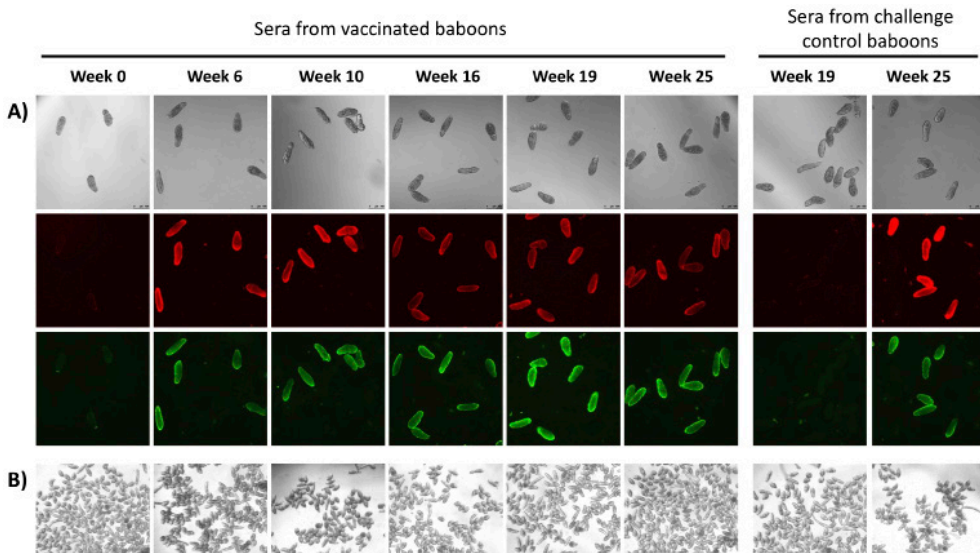 Sera from vaccinated baboons
Sera from challenge
control baboons
Week 0 Week 6 Week 10 Week 16 Week 19 Week 25 Week 19 Week 25
A)
B)